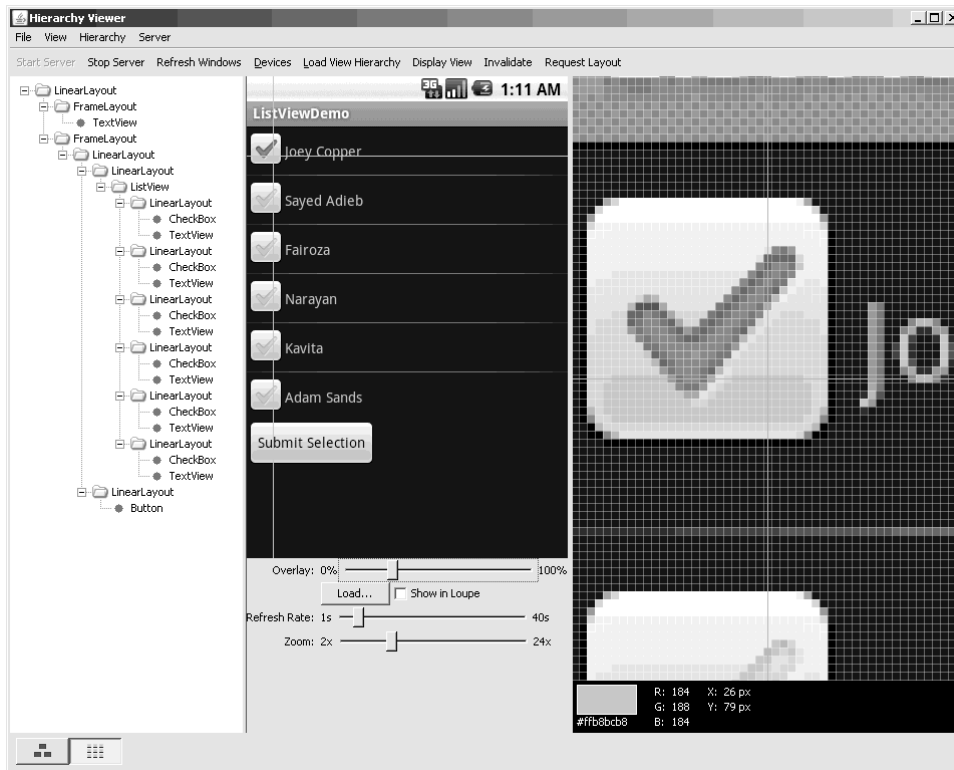 Hierarchy Viewer
File View Hierarchy Server
Start Server Stop Server Refresh Windows Devices Load View Hierarchy Display View Invalidate Request Layout
LinearLayout
FrameLayout
TextView
FrameLayout
LinearLayout
LinearLayout
ListView
LinearLayout
CheckBox
TextView
LinearLayout
CheckBox
TextView
LinearLayout
CheckBox
TextView
LinearLayout
CheckBox
TextView
LinearLayout
CheckBox
TextView
LinearLayout
CheckBox
TextView
LinearLayout
Button
3G 1:11 AM
ListViewDemo
Joey Copper
Sayed Adieb
Fairoza
Narayan
Kavita
Adam Sands
Submit Selection
Overlay: 0% 100%
Load... Show in Loupe
Refresh Rate: 1s 40s
Zoom: 2x 24x
Jo
R: 184 X: 26 px
G: 188 Y: 79 px
#ffb8bcb8 B: 184